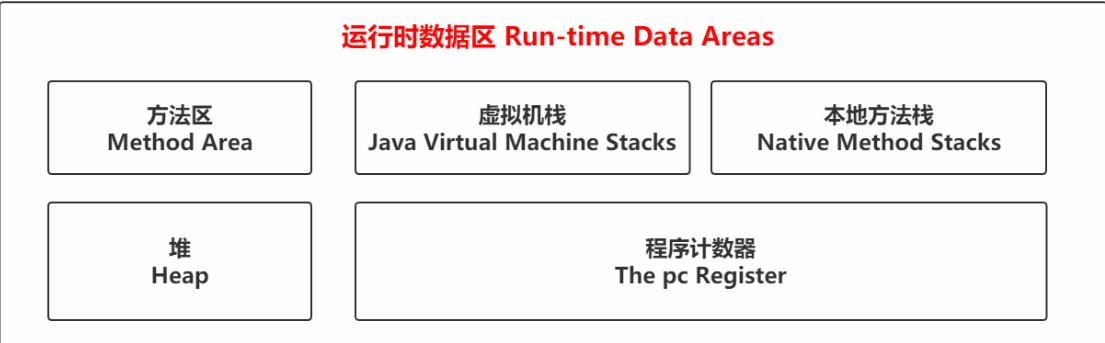 运行时数据区 Run-time Data Areas
方法区
Method Area
虚拟机栈
Java Virtual Machine Stacks
本地方法栈
Native Method Stacks
堆
Heap
程序计数器
The pc Register